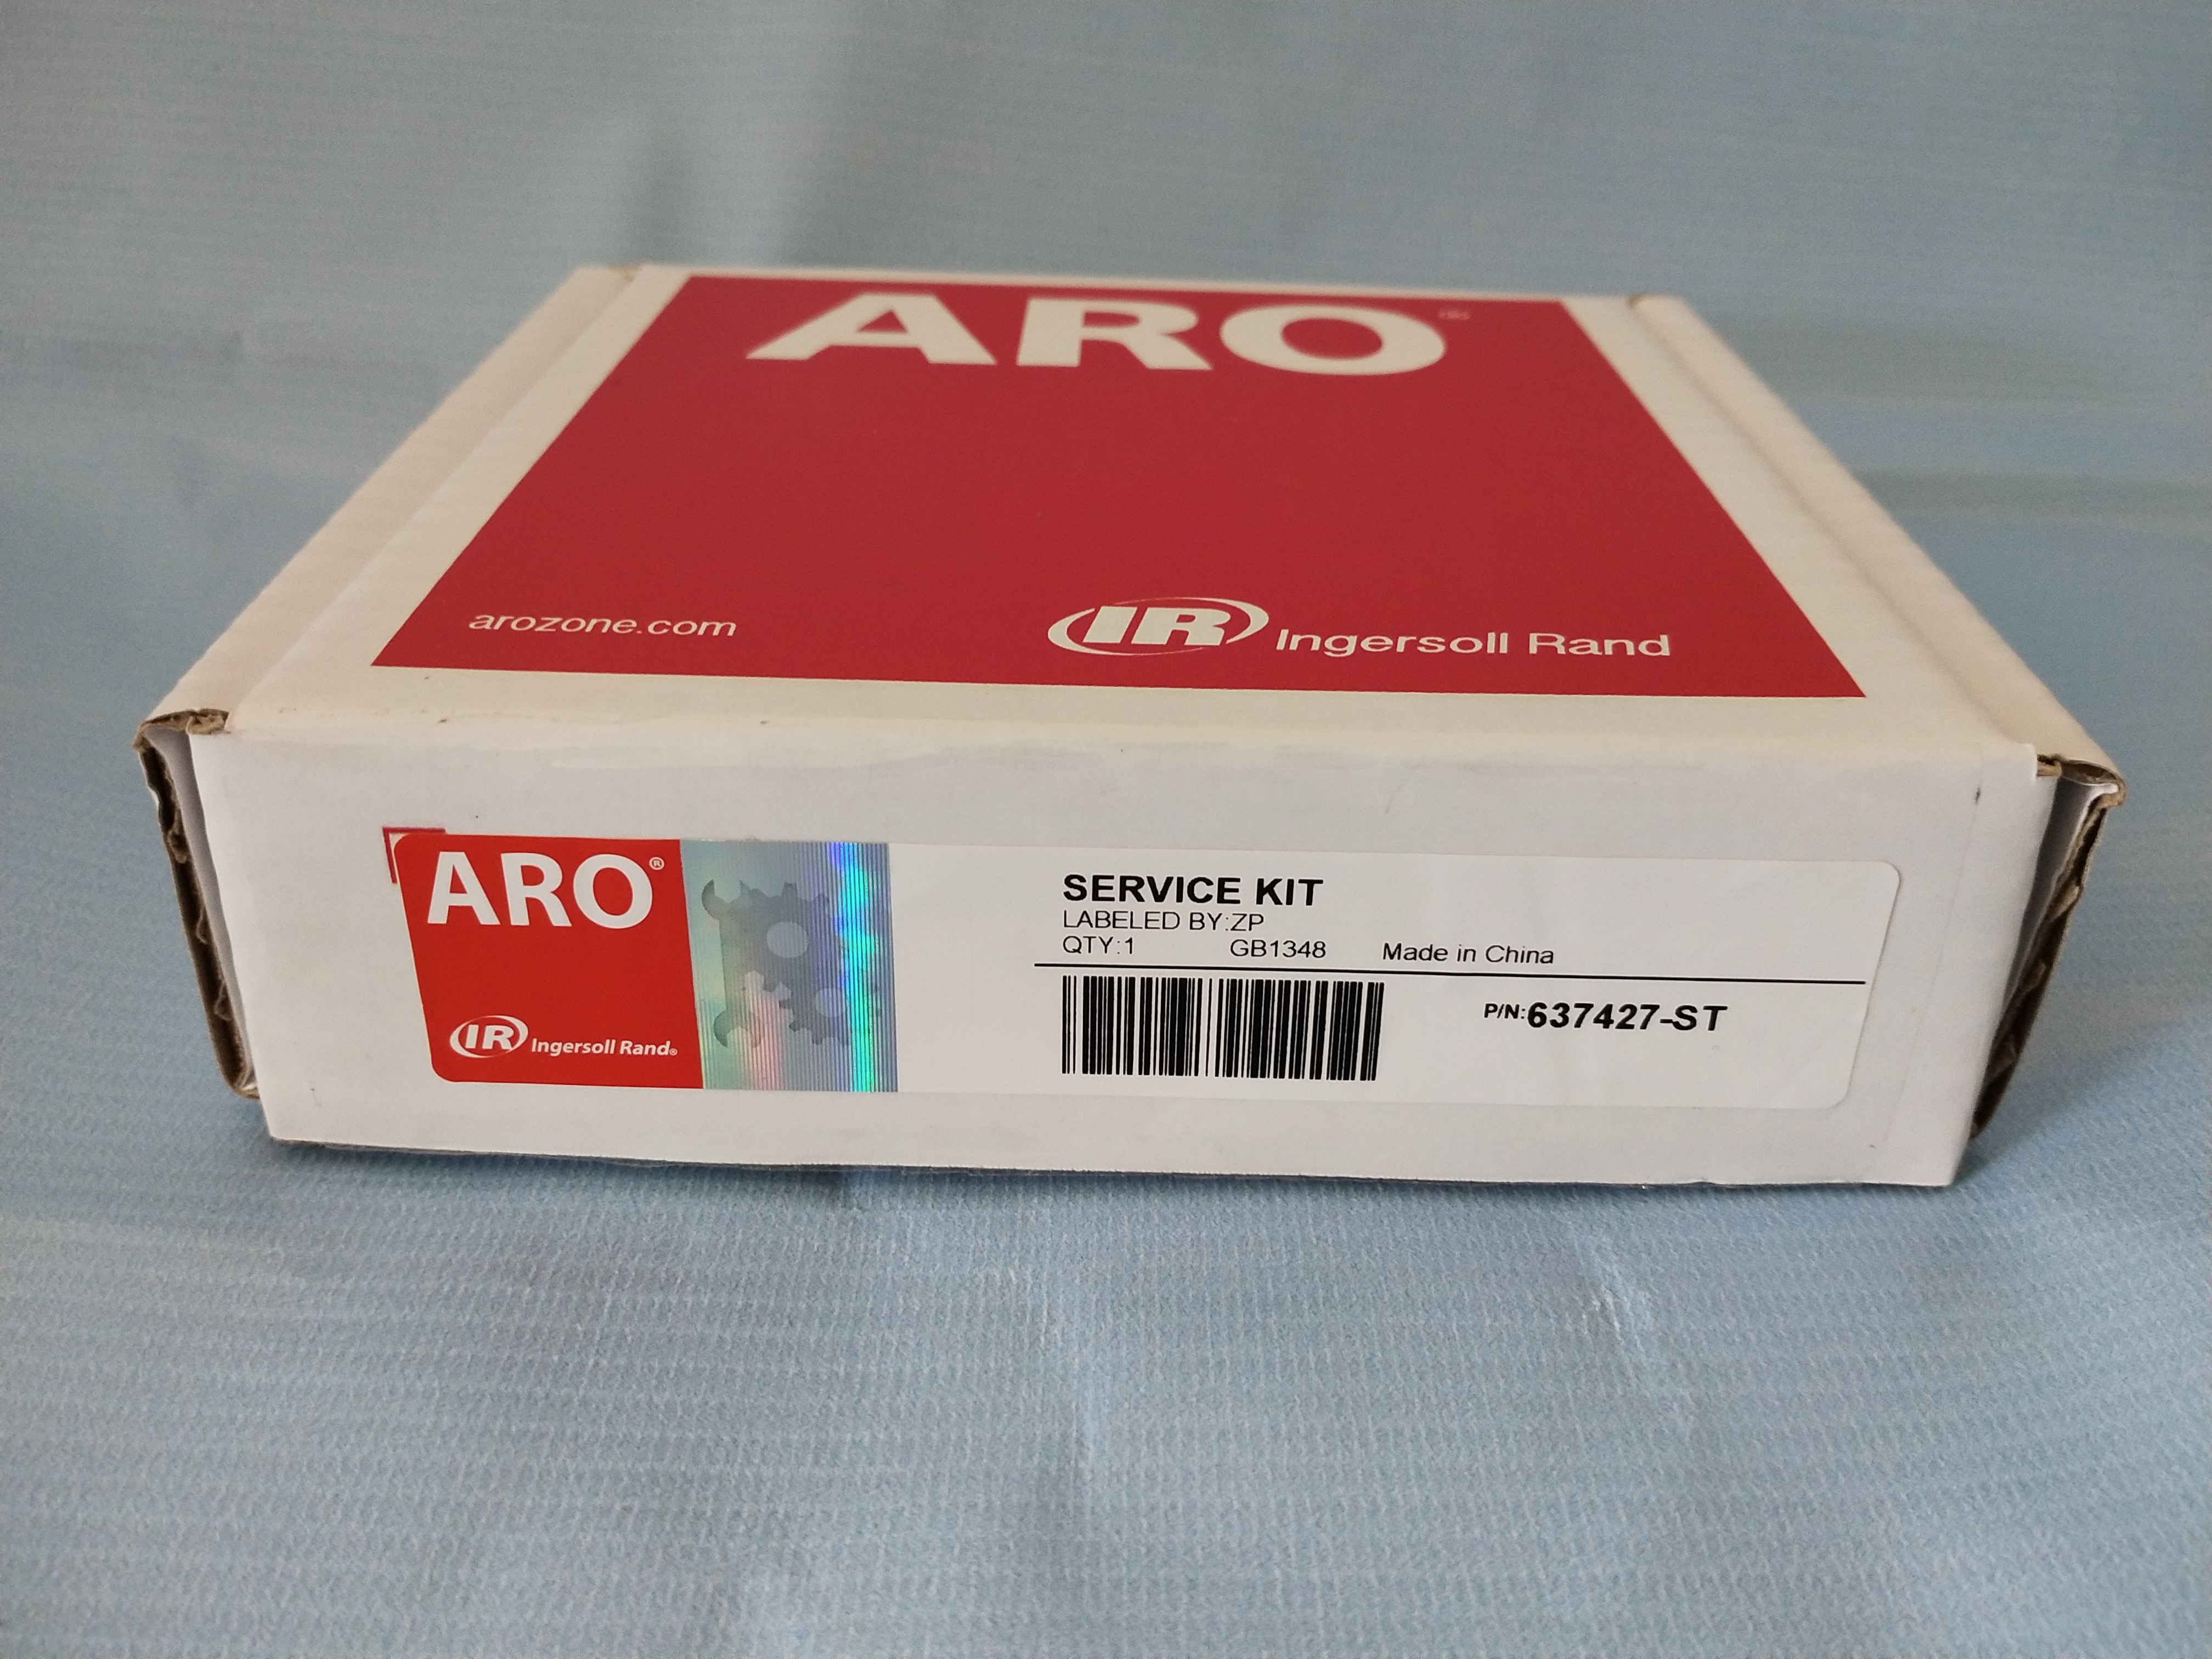 ARO®
arozone.com
IR Ingersoll Rand
ARO®
IR Ingersoll Rand®
SERVICE KIT
LABELED BY:ZP
QTY:1 GB1348 Made in China
P/N:637427-ST